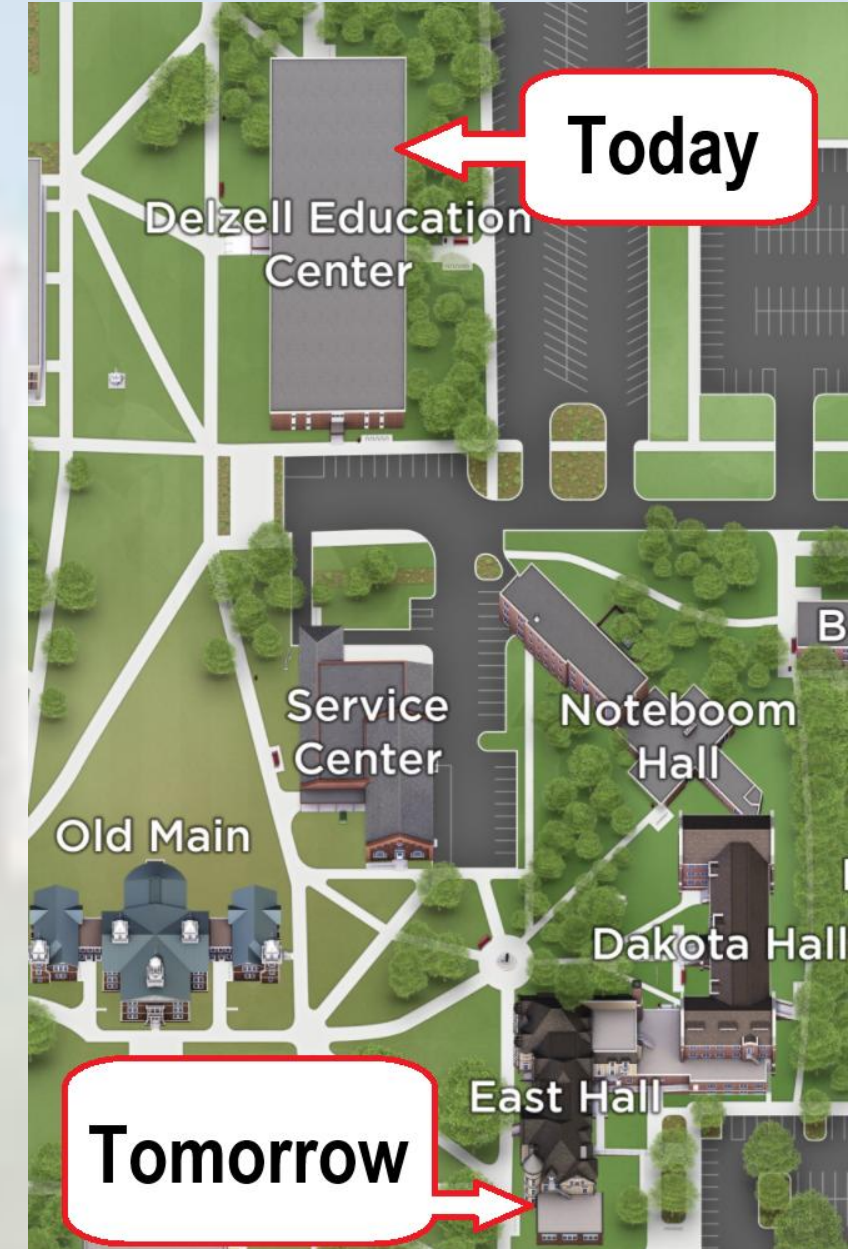 Today
Delzell Education
Center
Service
Center
Noteboom
Hall
Old Main
Dakota Hall
East Hall
Tomorrow